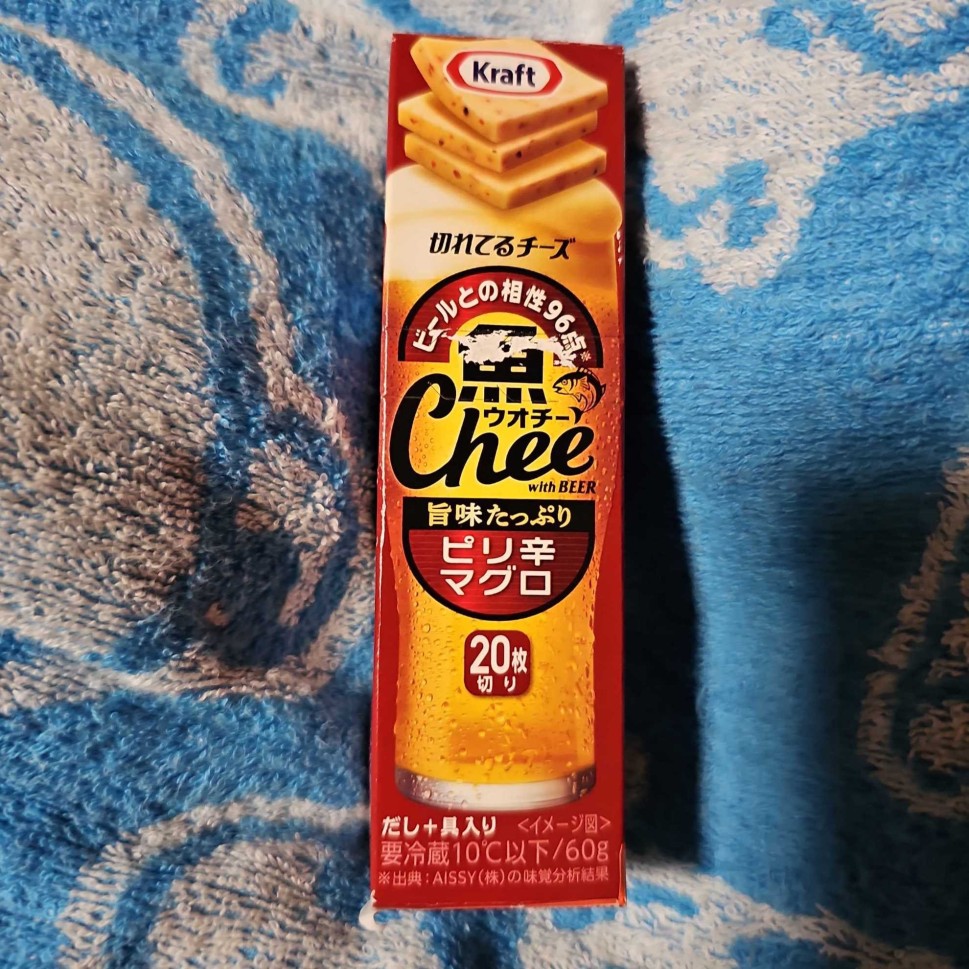 Kraft
切れてるチーズ
ビールとの相性96点※
魚
ウオチー
Chee
with BEER
旨味たっぷり
ピリ辛
マグロ
20枚
切り
だし+具入り <イメージ図>
要冷蔵10℃以下/60g
※出典:AISSY(株)の味覚分析結果